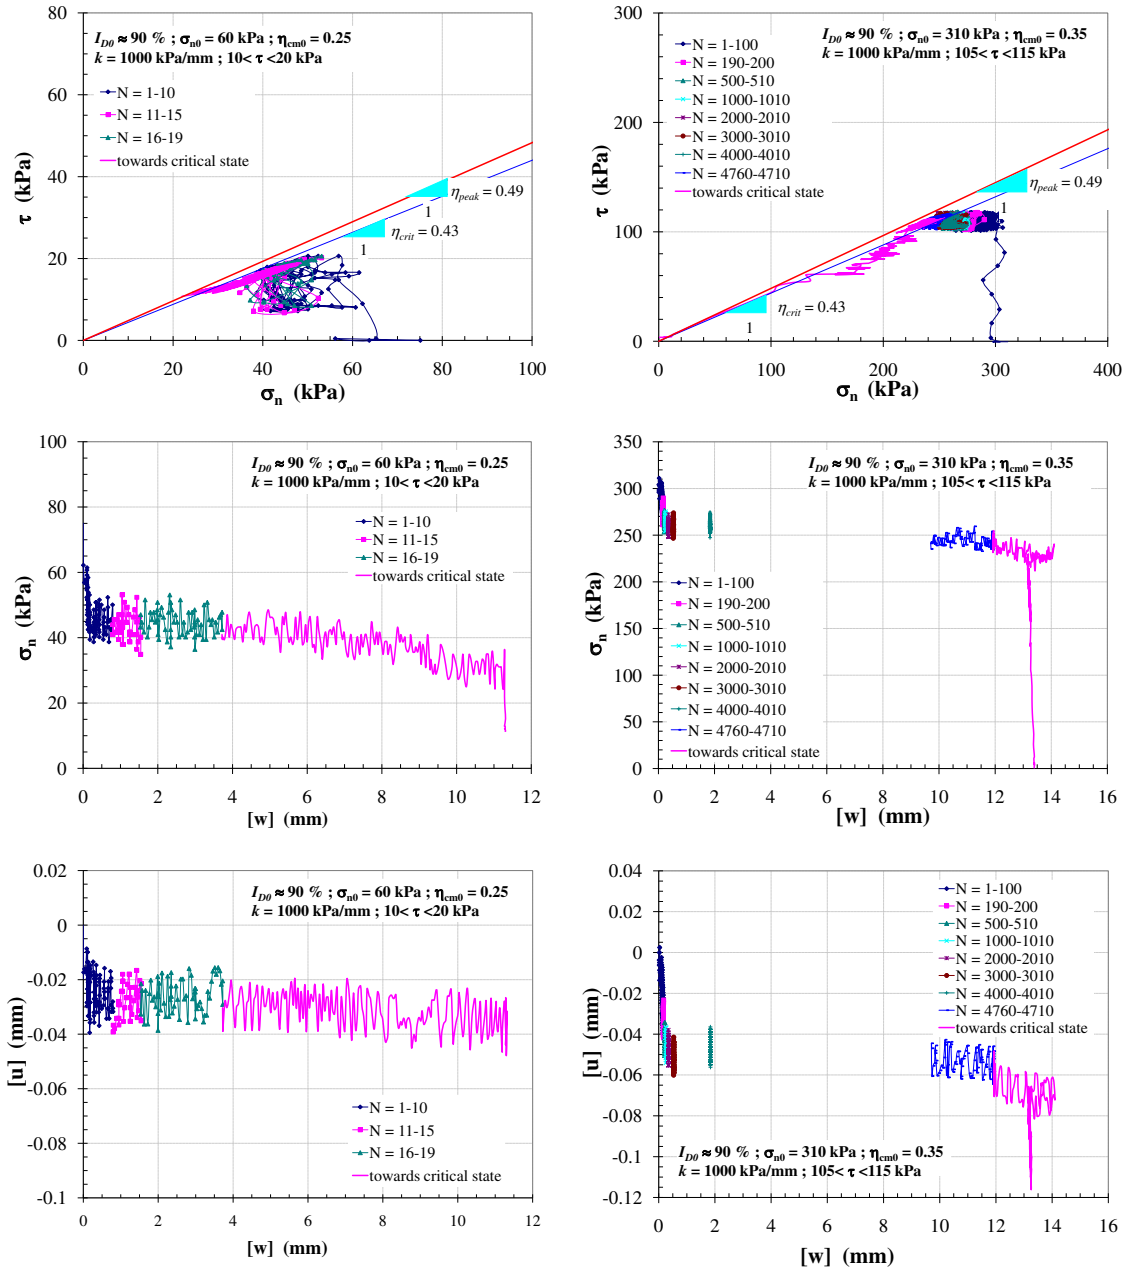 80
70
60
50
40
30
20
10
0
τ (kPa)
I_D0 ≈ 90 % ; σ_n0 = 60 kPa ; η_cm0 = 0.25
k = 1000 kPa/mm ; 10< τ <20 kPa
N = 1-10
N = 11-15
N = 16-19
towards critical state
η_peak = 0.49
1
η_crit = 0.43
1
0 20 40 60 80 100
σ_n (kPa)
300
200
100
0
τ (kPa)
I_D0 ≈ 90 % ; σ_n0 = 310 kPa ; η_cm0 = 0.35
k = 1000 kPa/mm ; 105< τ <115 kPa
N = 1-100
N = 190-200
N = 500-510
N = 1000-1010
N = 2000-2010
N = 3000-3010
N = 4000-4010
N = 4760-4710
towards critical state
η_peak = 0.49
1
η_crit = 0.43
1
0 100 200 300 400
σ_n (kPa)
100
80
60
40
20
0
σ_n (kPa)
I_D0 ≈ 90 % ; σ_n0 = 60 kPa ; η_cm0 = 0.25
k = 1000 kPa/mm ; 10< τ <20 kPa
N = 1-10
N = 11-15
N = 16-19
towards critical state
0 2 4 6 8 10 12
[w] (mm)
350
300
250
200
150
100
50
0
σ_n (kPa)
I_D0 ≈ 90 % ; σ_n0 = 310 kPa ; η_cm0 = 0.35
k = 1000 kPa/mm ; 105< τ <115 kPa
N = 1-100
N = 190-200
N = 500-510
N = 1000-1010
N = 2000-2010
N = 3000-3010
N = 4000-4010
N = 4760-4710
towards critical state
0 2 4 6 8 10 12 14 16
[w] (mm)
0.02
0
-0.02
-0.04
-0.06
-0.08
-0.1
[u] (mm)
I_D0 ≈ 90 % ; σ_n0 = 60 kPa ; η_cm0 = 0.25
k = 1000 kPa/mm ; 10< τ <20 kPa
N = 1-10
N = 11-15
N = 16-19
towards critical state
0 2 4 6 8 10 12
[w] (mm)
0.04
0.02
0
-0.02
-0.04
-0.06
-0.08
-0.1
-0.12
[u] (mm)
N = 1-100
N = 190-200
N = 500-510
N = 1000-1010
N = 2000-2010
N = 3000-3010
N = 4000-4010
N = 4760-4710
towards critical state
I_D0 ≈ 90 % ; σ_n0 = 310 kPa ; η_cm0 = 0.35
k = 1000 kPa/mm ; 105< τ <115 kPa
0 2 4 6 8 10 12 14 16
[w] (mm)